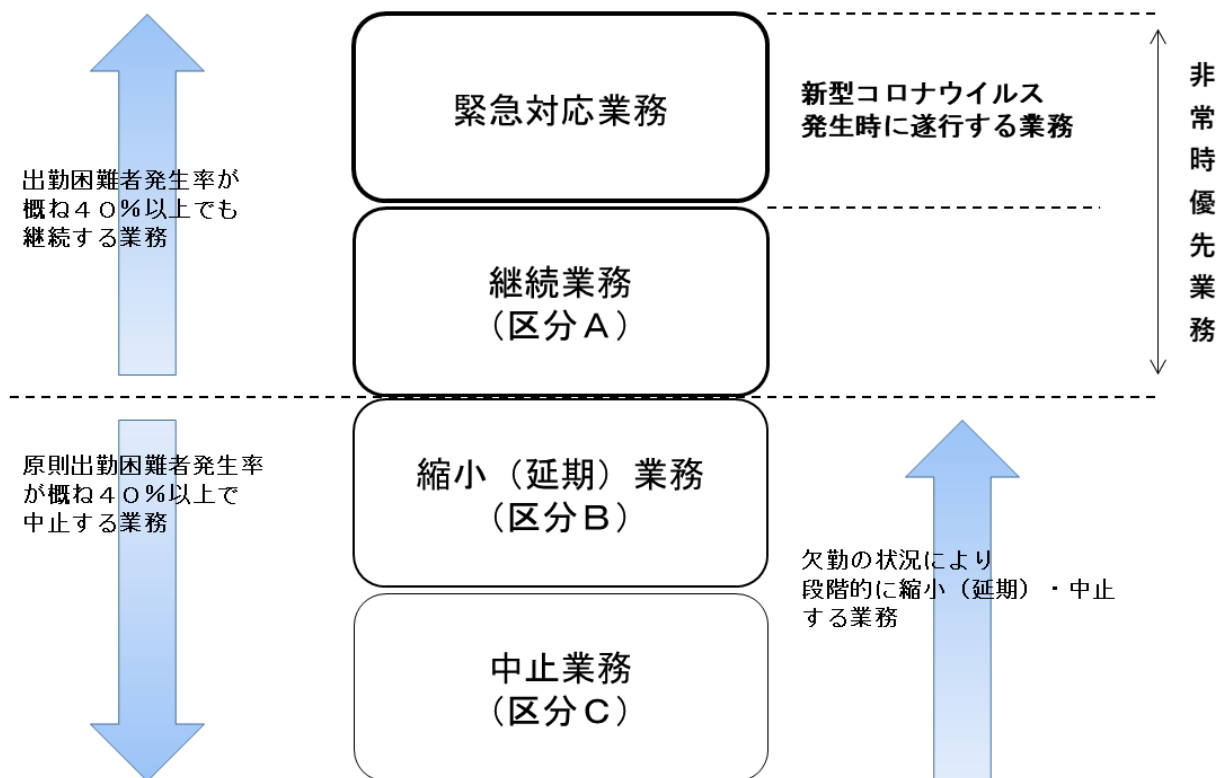 緊急対応業務
新型コロナウイルス
発生時に遂行する業務
非常時優先業務
出勤困難者発生率が
概ね４０％以上でも
継続する業務
継続業務
（区分Ａ）
原則出勤困難者発生率
が概ね４０％以上で
中止する業務
縮小（延期）業務
（区分Ｂ）
欠勤の状況により
段階的に縮小（延期）・中止
する業務
中止業務
（区分Ｃ）